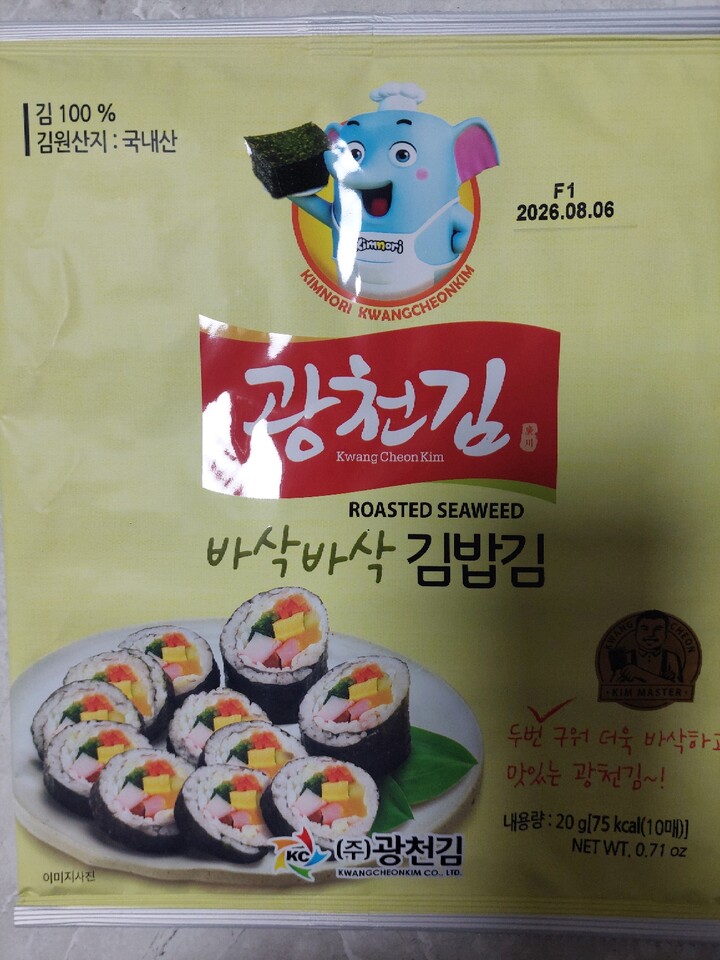 김 100 %
김원산지 : 국내산
F1
2026.08.06
Kimnori
KIMNORI KWANGCHEONKIM
광천김
Kwang Cheon Kim
ROASTED SEAWEED
바삭바삭 김밥김
KWANG CHEON
· KIM MASTER ·
두번 구워 더욱 바삭하고
맛있는 광천김~!
내용량 : 20 g[75 kcal(10매)]
NET WT. 0.71 oz
KC (주)광천김
KWANGCHEONKIM CO., LTD.
이미지사진